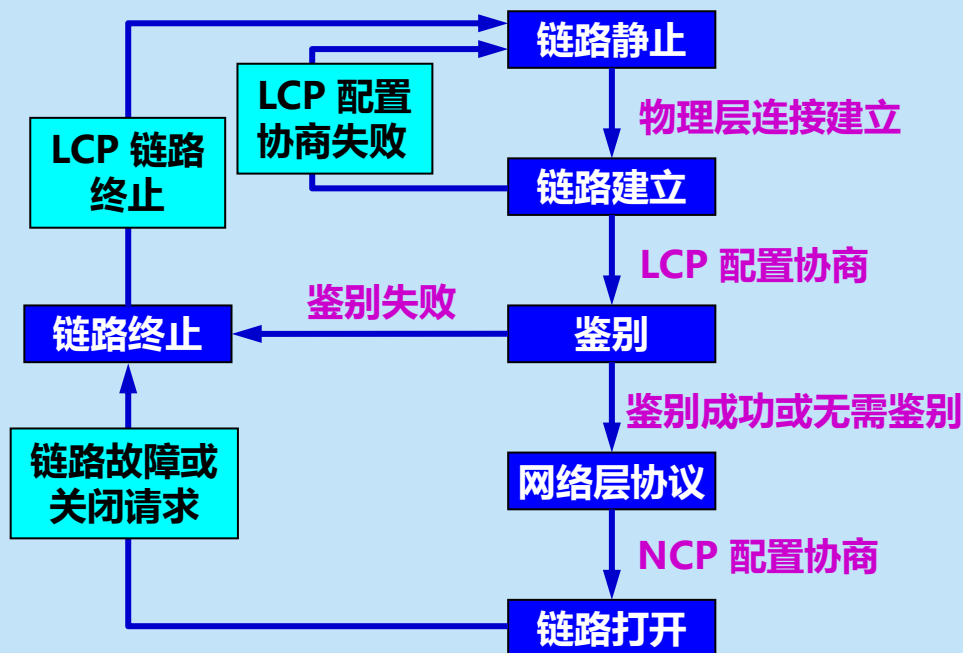 链路静止
LCP 配置
协商失败
物理层连接建立
LCP 链路
终止
链路建立
LCP 配置协商
鉴别失败
链路终止
鉴别
鉴别成功或无需鉴别
链路故障或
关闭请求
网络层协议
NCP 配置协商
链路打开